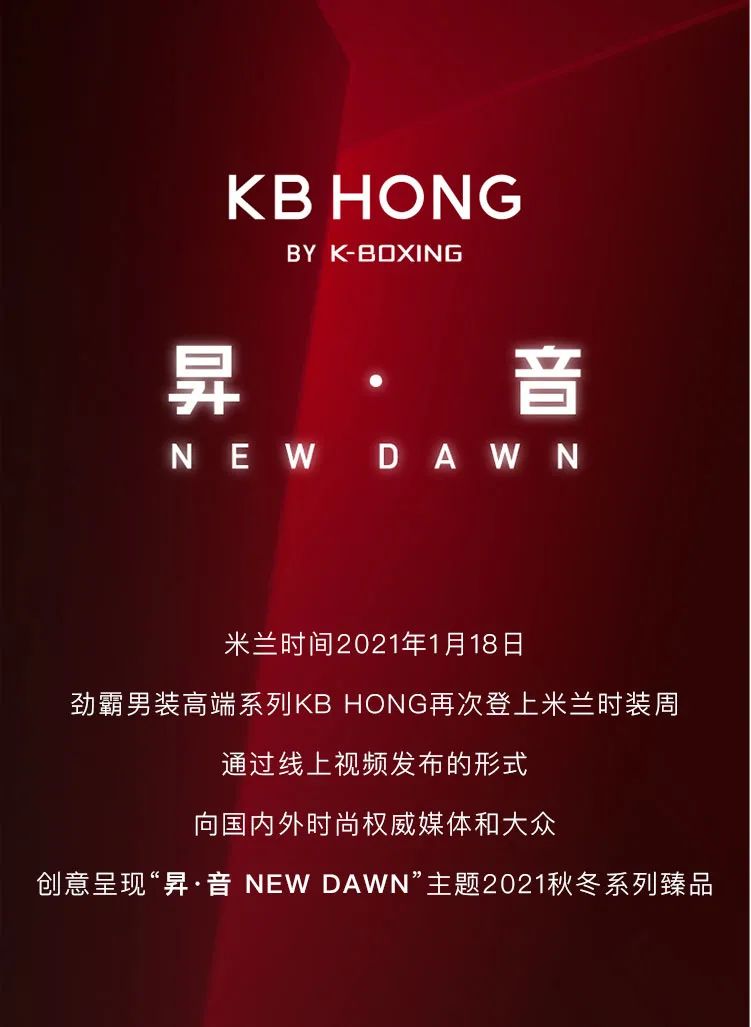 KB HONG
BY K-BOXING
昇·音
NEW DAWN
米兰时间2021年1月18日
劲霸男装高端系列KB HONG再次登上米兰时装周
通过线上视频发布的形式
向国内外时尚权威媒体和大众
创意呈现“昇·音 NEW DAWN”主题2021秋冬系列臻品